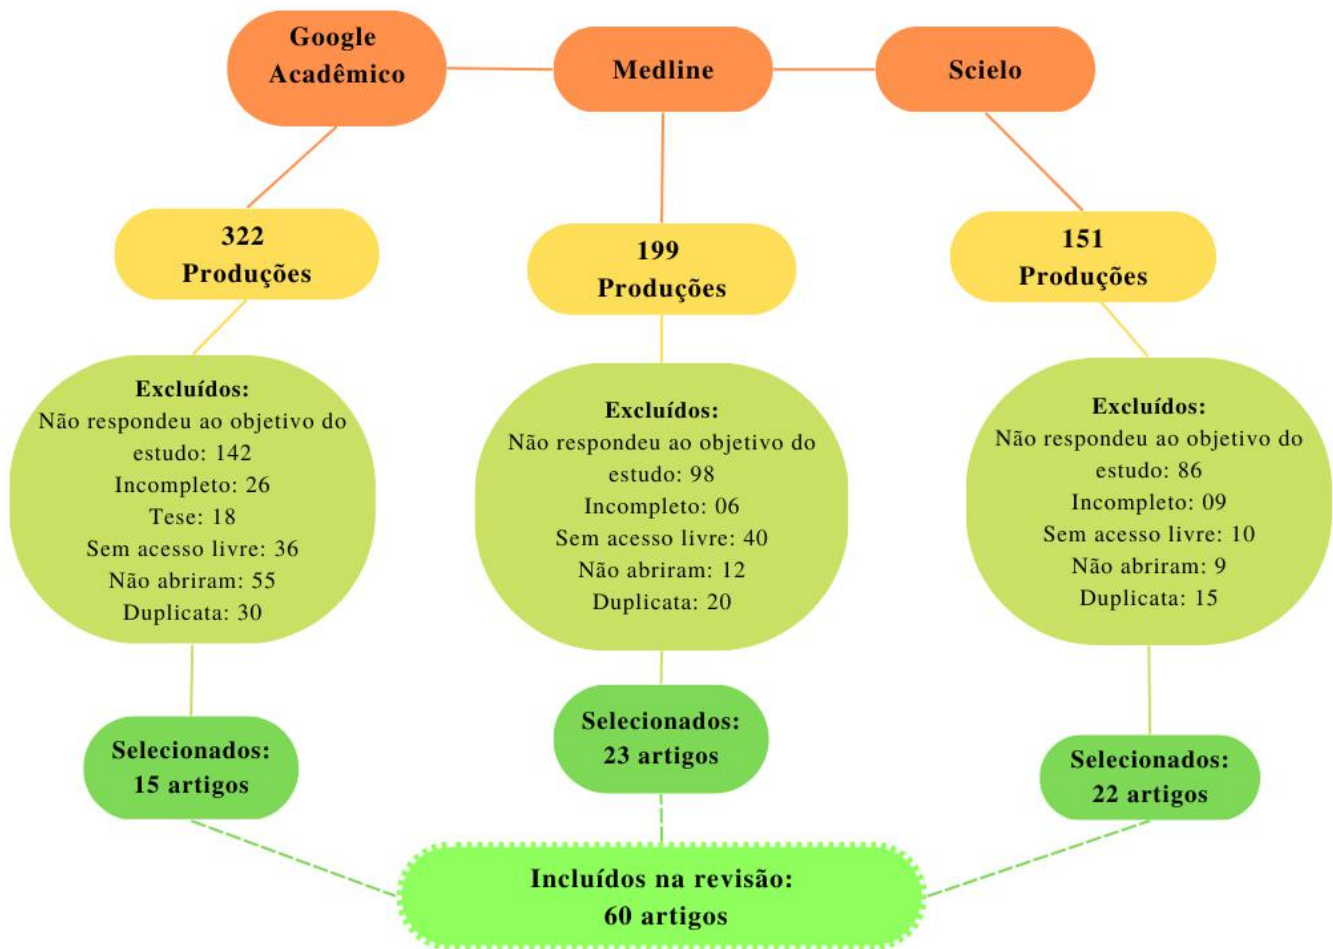 Google
Acadêmico
Medline
Scielo
322
Produções
199
Produções
151
Produções
Excluídos:
Não respondeu ao objetivo do
estudo: 142
Incompleto: 26
Tese: 18
Sem acesso livre: 36
Não abriram: 55
Duplicata: 30
Excluídos:
Não respondeu ao objetivo do
estudo: 98
Incompleto: 06
Sem acesso livre: 40
Não abriram: 12
Duplicata: 20
Excluídos:
Não respondeu ao objetivo do
estudo: 86
Incompleto: 09
Sem acesso livre: 10
Não abriram: 9
Duplicata: 15
Selecionados:
15 artigos
Selecionados:
23 artigos
Selecionados:
22 artigos
Incluídos na revisão:
60 artigos